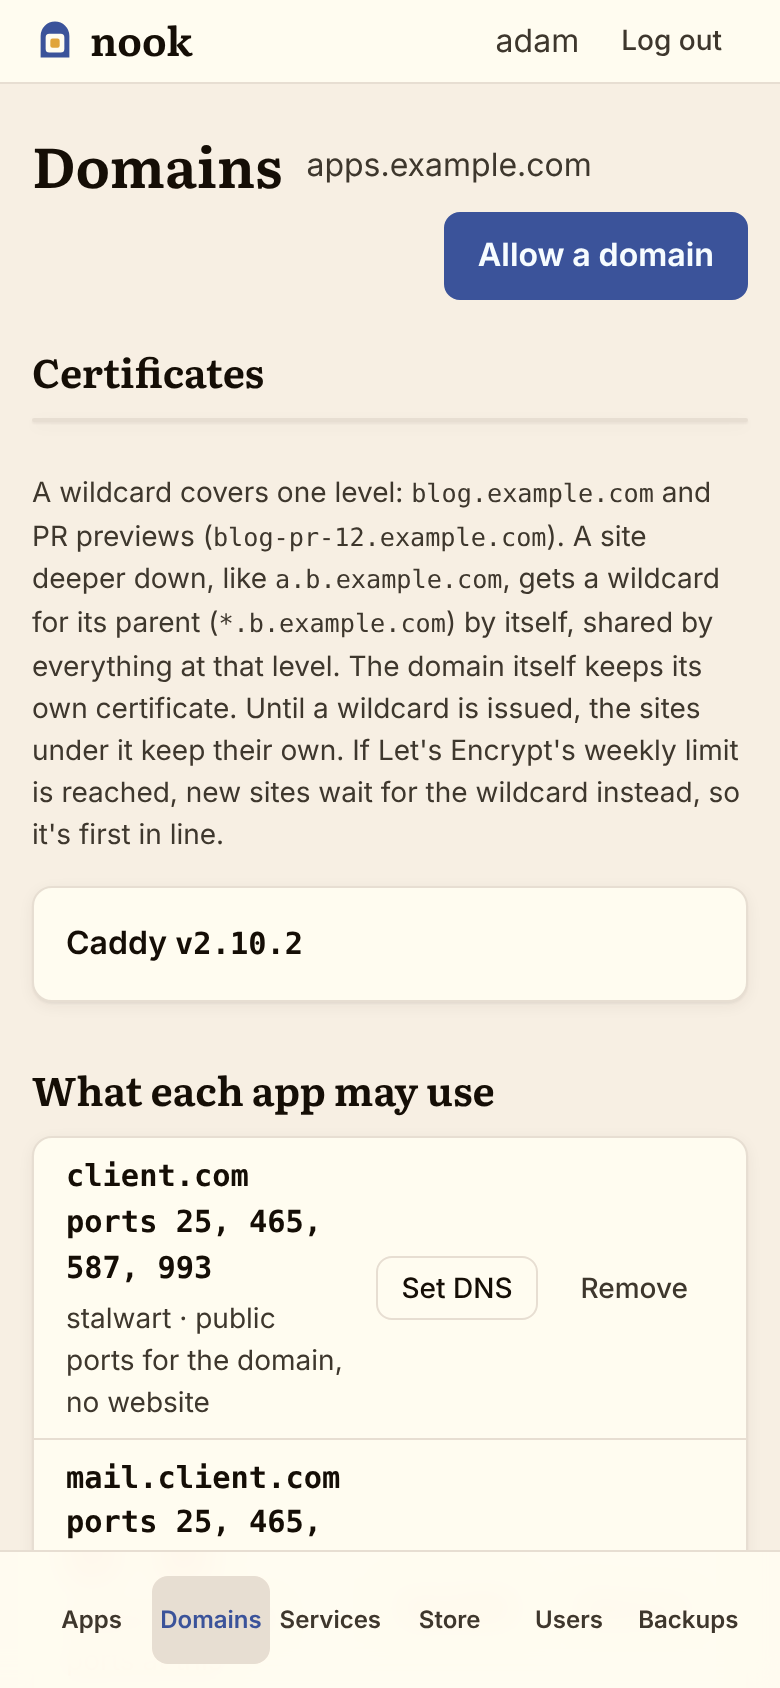 nook
adam
Log out
Domains
apps.example.com
Allow a domain
Certificates
A wildcard covers one level: blog.example.com and
PR previews (blog-pr-12.example.com). A site
deeper down, like a.b.example.com, gets a wildcard
for its parent (*.b.example.com) by itself, shared by
everything at that level. The domain itself keeps its
own certificate. Until a wildcard is issued, the sites
under it keep their own. If Let's Encrypt's weekly limit
is reached, new sites wait for the wildcard instead, so
it's first in line.
Caddy v2.10.2
What each app may use
client.com
ports 25, 465,
587, 993
stalwart · public
ports for the domain,
no website
Set DNS
Remove
mail.client.com
ports 25, 465,
Apps
Domains
Services
Store
Users
Backups